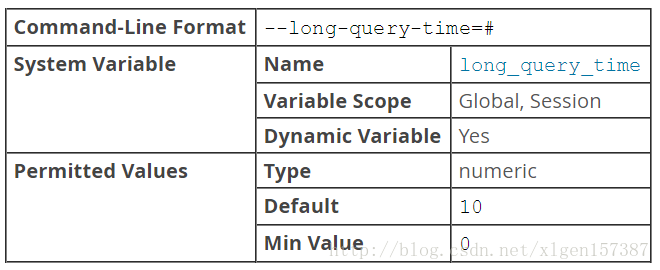 Command-Line Format --long-query-time=#
System Variable Name long_query_time
Variable Scope Global, Session
Dynamic Variable Yes
Permitted Values Type numeric
Default 10
Min Value 0
http://blog.csdn.net/xlgen157387